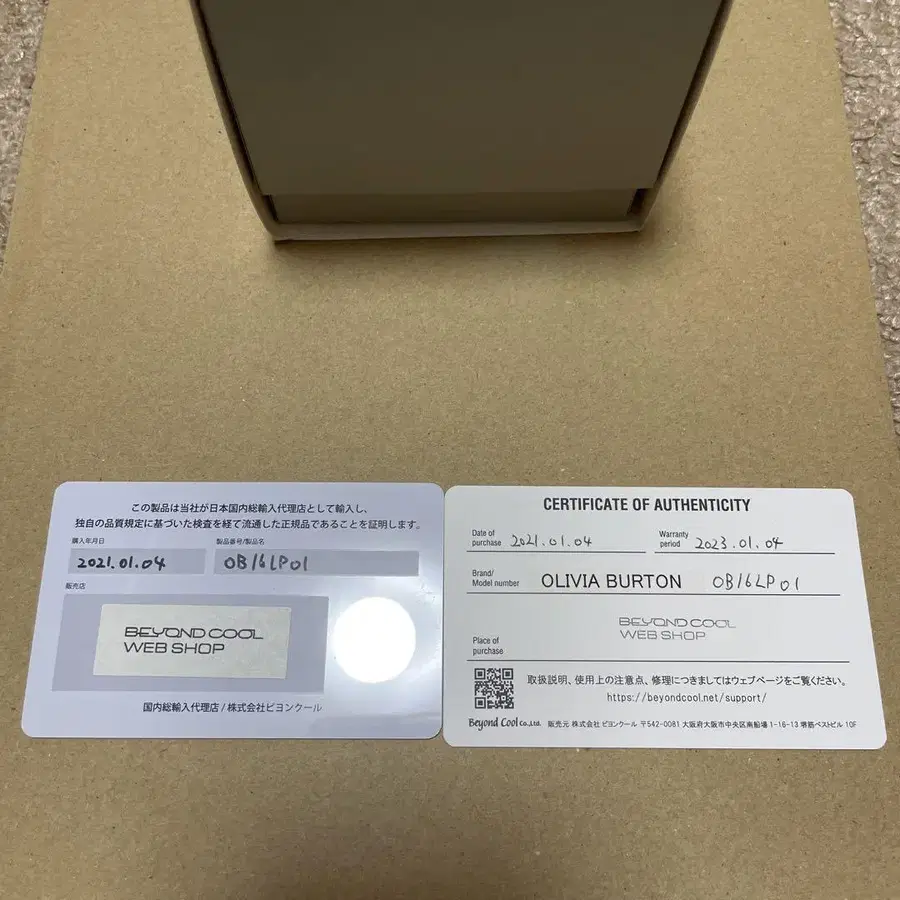 この製品は当社が日本国内総輸入代理店として輸入し、
独自の品質規定に基づいた検査を経て流通した正規品であることを証明します。
購入年月日
2021.01.04
製品番号/製品名
OB16LP01
販売店
BEYOND COOL
WEB SHOP
国内総輸入代理店 / 株式会社ビヨンクール
CERTIFICATE OF AUTHENTICITY
Date of
purchase 2021.01.04
Warranty
period 2023.01.04
Brand/
Model number OLIVIA BURTON OB16LP01
BEYOND COOL
WEB SHOP
Place of
purchase
取扱説明、使用上の注意点、修理につきましてはウェブページをご覧ください。
https://beyondcool.net/support/
Beyond Cool Co.,Ltd. 販売元 株式会社 ビヨンクール 〒542-0081 大阪府大阪市中央区南船場 1-16-13 堺筋ベストビル 10F